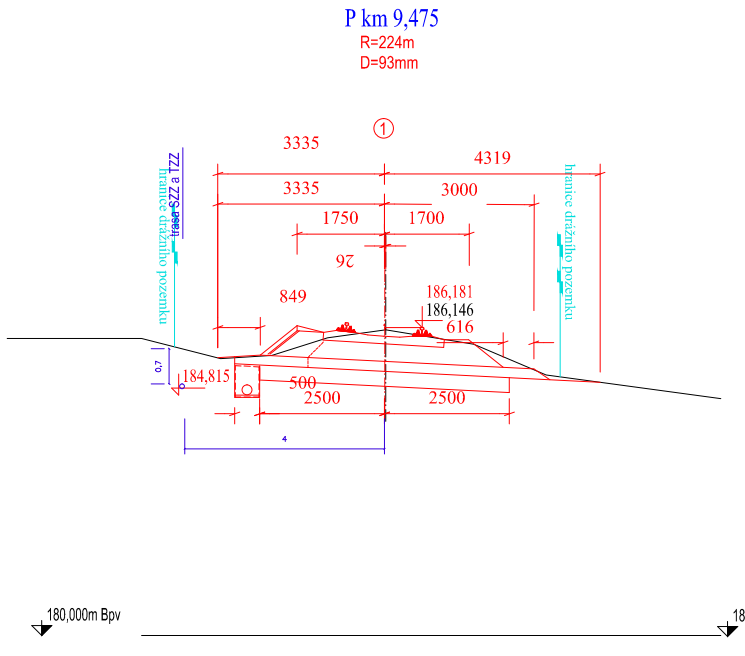 P km 9,475
R=224m
D=93mm
1
3335
4319
3335
3000
1750
1700
26
849
186,181
186,146
616
hranice drážního pozemku
trasa SZZ a TZZ
hranice drážního pozemku
0,7
184,815
500
2500
2500
4
180,000m Bpv
18